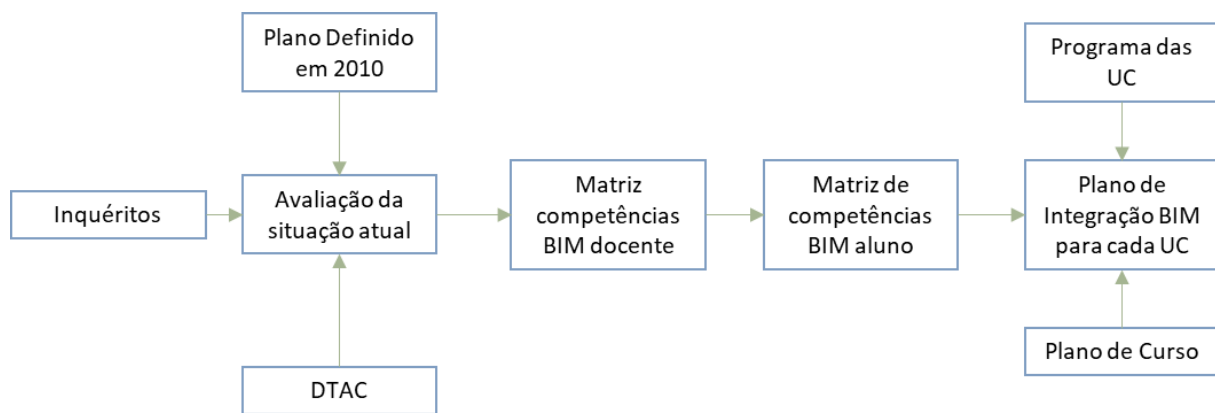 Plano Definido
em 2010
Programa das
UC
Inquéritos
Avaliação da
situação atual
Matriz
competências
BIM docente
Matriz de
competências
BIM aluno
Plano de
Integração BIM
para cada UC
DTAC
Plano de Curso